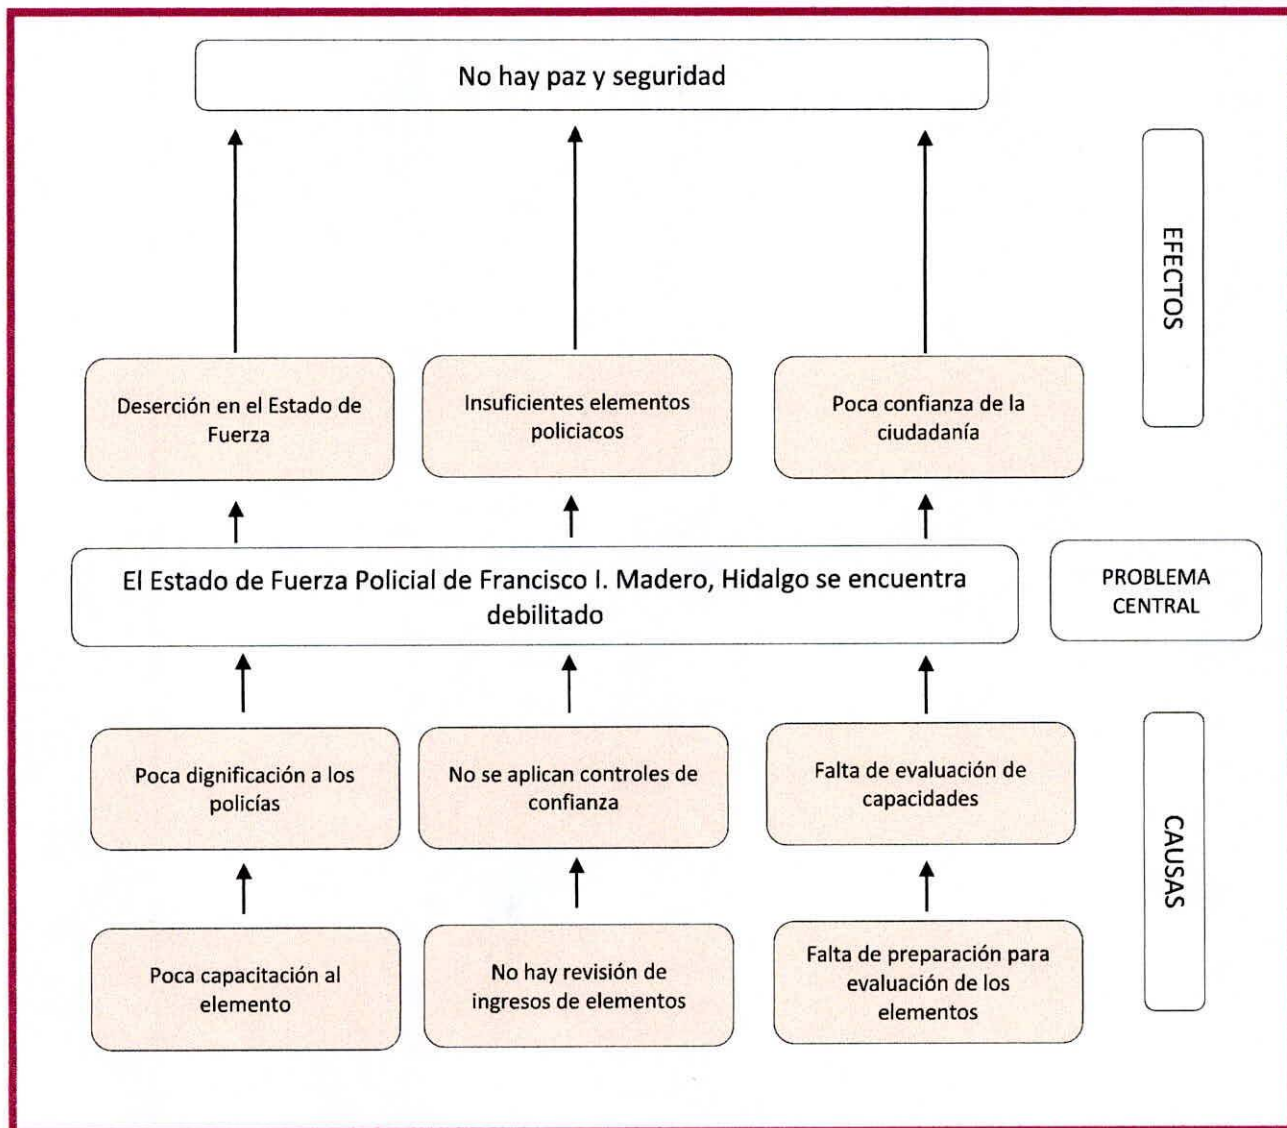 No hay paz y seguridad
EFECTOS
Deserción en el Estado de
Fuerza
Insuficientes elementos
policiacos
Poca confianza de la
ciudadanía
El Estado de Fuerza Policial de Francisco I. Madero, Hidalgo se encuentra
debilitado
PROBLEMA
CENTRAL
Poca dignificación a los
policías
No se aplican controles de
confianza
Falta de evaluación de
capacidades
CAUSAS
Poca capacitación al
elemento
No hay revisión de
ingresos de elementos
Falta de preparación para
evaluación de los
elementos